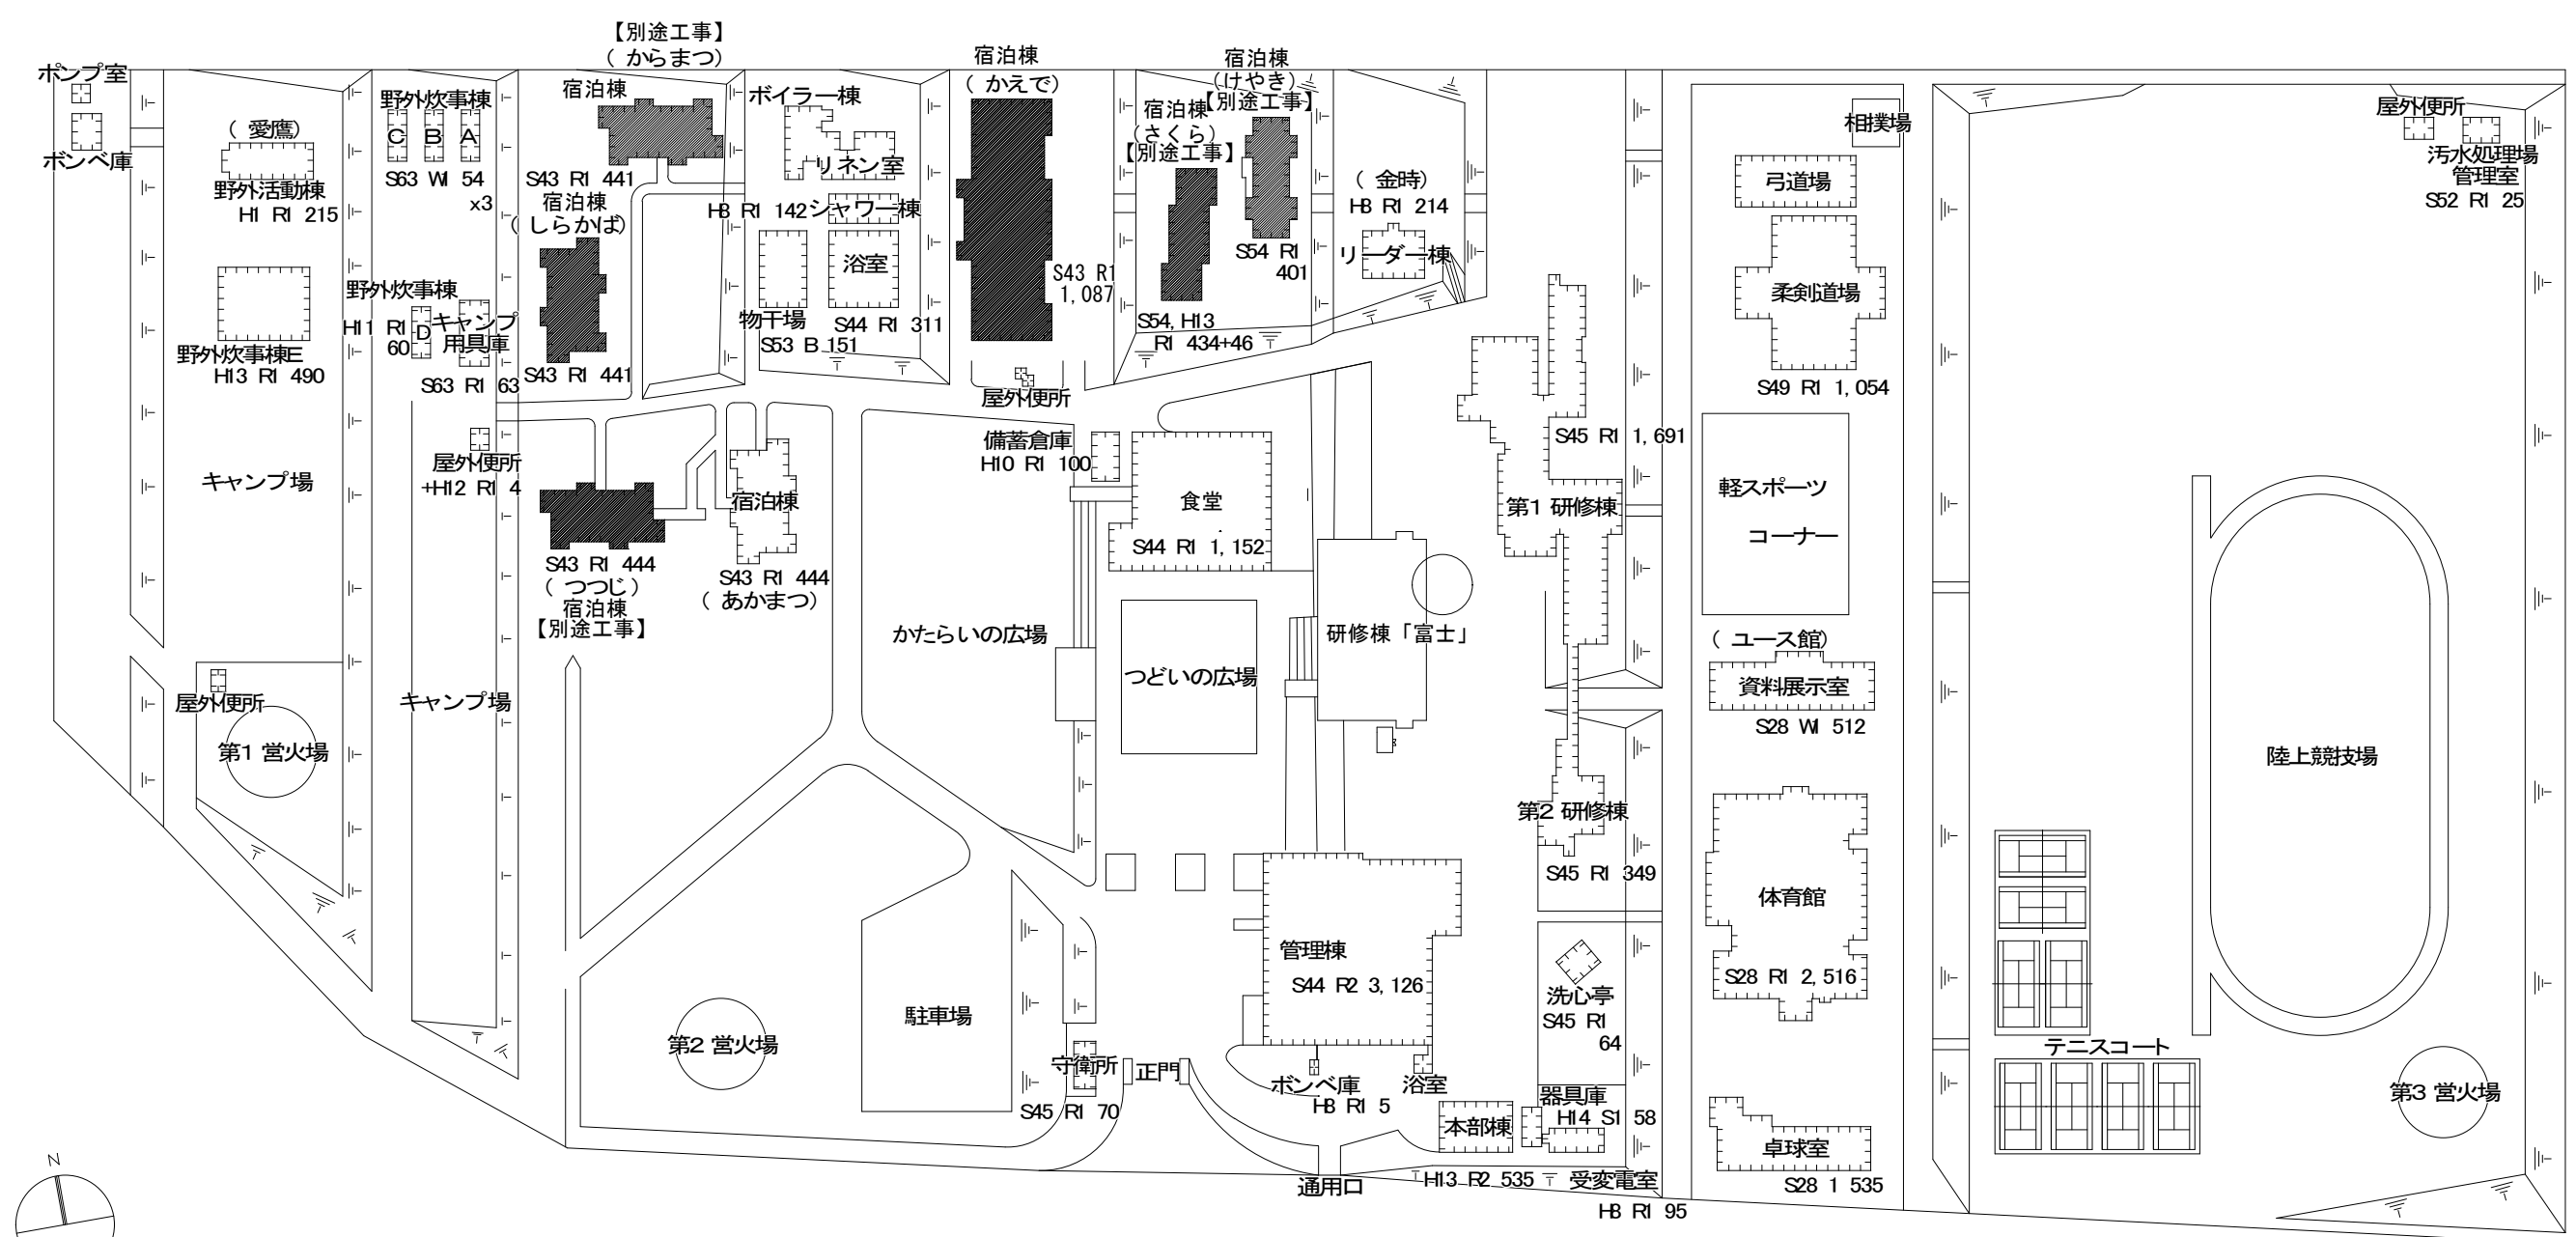 【別途工事】
( からまつ)
宿泊棟
S43 R1 441
ポンプ室
ボンベ庫
( 愛鷹)
野外活動棟
H1 R1 215
野外炊事棟
C B A
S63 W1 54
x3
宿泊棟
( しらかば)
S43 R1 441
ボイラー棟
リネン室
H8 R1 142
シャワー棟
浴室
S44 R1 311
物干場
S53 B 151
宿泊棟
( かえで)
S43 R1
1,087
屋外便所
宿泊棟
(さくら)
【別途工事】
S54,H13
R1 434+46
宿泊棟
(けやき)
【別途工事】
S54 R1
401
( 金時)
H8 R1 214
リーダー棟
野外炊事棟E
H13 R1 490
野外炊事棟
H11 R1
60
D
キャンプ
用具庫
S63 R1 63
屋外便所
+H12 R1 4
キャンプ場
S43 R1 444
( つつじ)
宿泊棟
【別途工事】
宿泊棟
S43 R1 444
( あかまつ)
備蓄倉庫
H10 R1 100
食堂
S44 R1 1,152
かたらいの広場
つどいの広場
研修棟「富士」
S45 R1 1,691
第1 研修棟
第2 研修棟
S45 R1 349
相撲場
弓道場
柔剣道場
S49 R1 1,054
軽スポーツ
コーナー
( ユース館)
資料展示室
S28 W1 512
体育館
S28 R1 2,516
卓球室
S28 1 535
屋外便所
汚水処理場
管理室
S52 R1 25
陸上競技場
テニスコート
第3 営火場
屋外便所
第1 営火場
キャンプ場
第2 営火場
駐車場
守衛所
S45 R1 70
正門
管理棟
S44 R2 3,126
ボンベ庫
H8 R1 5
浴室
洗心亭
S45 R1
64
器具庫
H14 S1 58
本部棟
H13 R2 535
受変電室
H8 R1 95
通用口
N